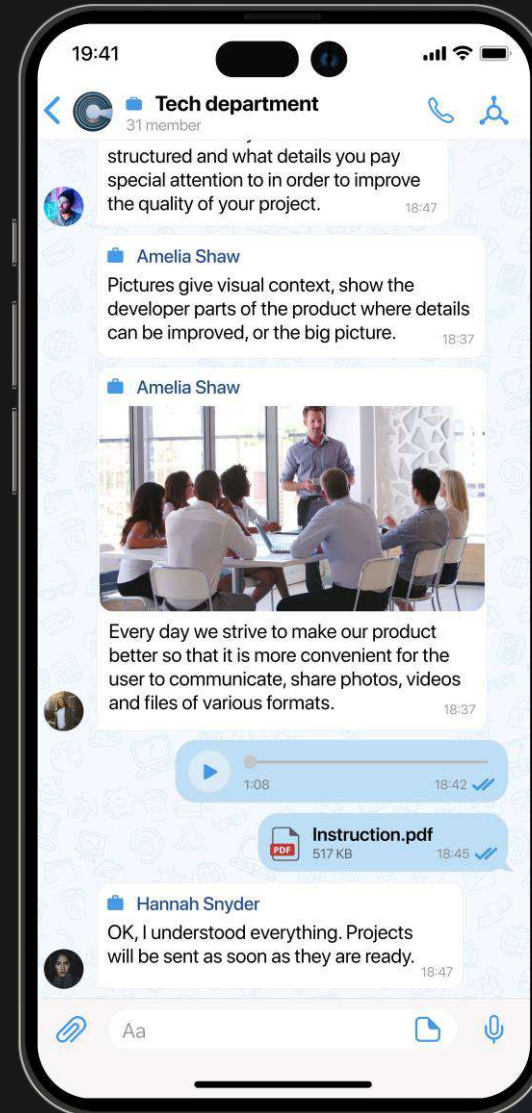 19:41
Tech department
31 member
structured and what details you pay
special attention to in order to improve
the quality of your project.
18:47
Amelia Shaw
Pictures give visual context, show the
developer parts of the product where details
can be improved, or the big picture.
18:37
Amelia Shaw
Every day we strive to make our product
better so that it is more convenient for the
user to communicate, share photos, videos
and files of various formats.
18:37
1:08
18:42
Instruction.pdf
PDF
517 KB
18:45
Hannah Snyder
OK, I understood everything. Projects
will be sent as soon as they are ready.
18:47
Aa